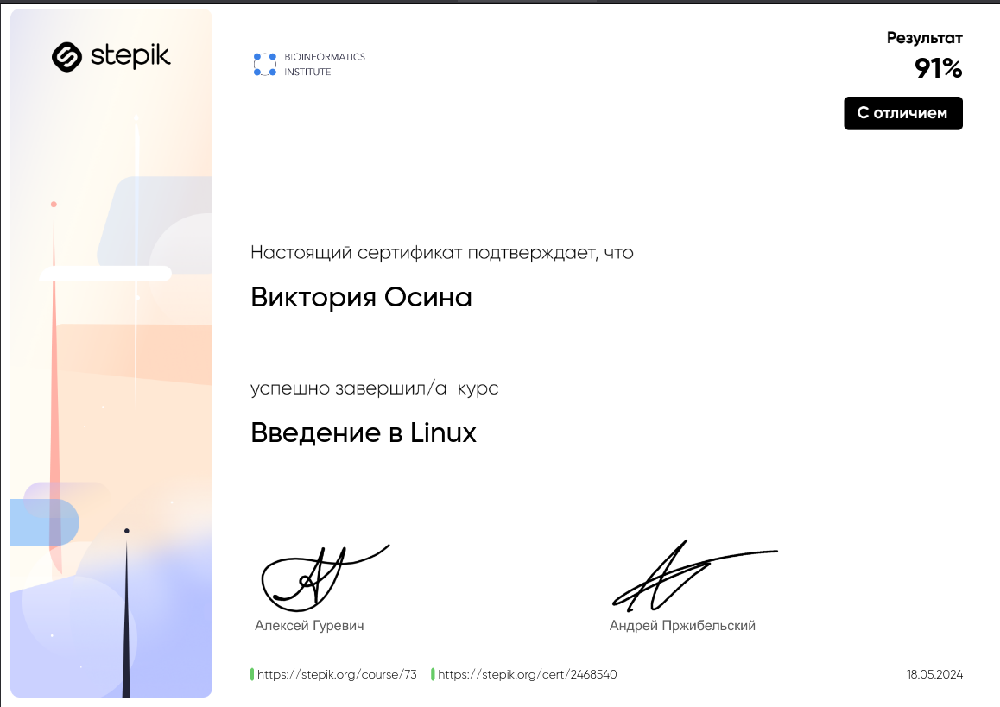 stepik
BIOINFORMATICS
INSTITUTE
Результат
91%
С отличием
Настоящий сертификат подтверждает, что
Виктория Осина
успешно завершил/а курс
Введение в Linux
Алексей Гуревич
Андрей Пржибельский
https://stepik.org/course/73
https://stepik.org/cert/2468540
18.05.2024